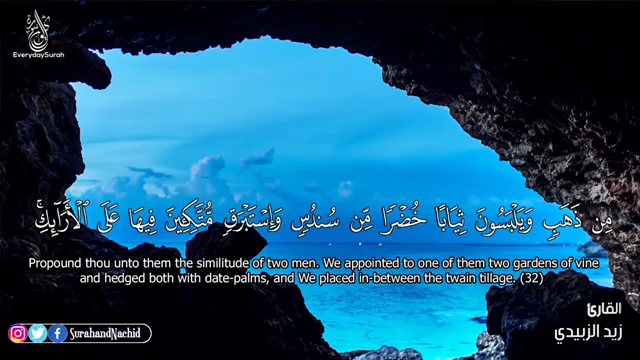 EverydaySurah
مِن ذَهَبٍ وَيَلْبَسُونَ ثِيَابًا خُضْرًا مِّن سُندُسٍ وَإِسْتَبْرَقٍ مُّتَّكِـِٔينَ فِيهَا عَلَى ٱلْأَرَآئِكِۚ
Propound thou unto them the similitude of two men. We appointed to one of them two gardens of vine
and hedged both with date-palms, and We placed in-between the twain tillage. (32)
القارئ
زيد الزبيدي
SurahandNachid